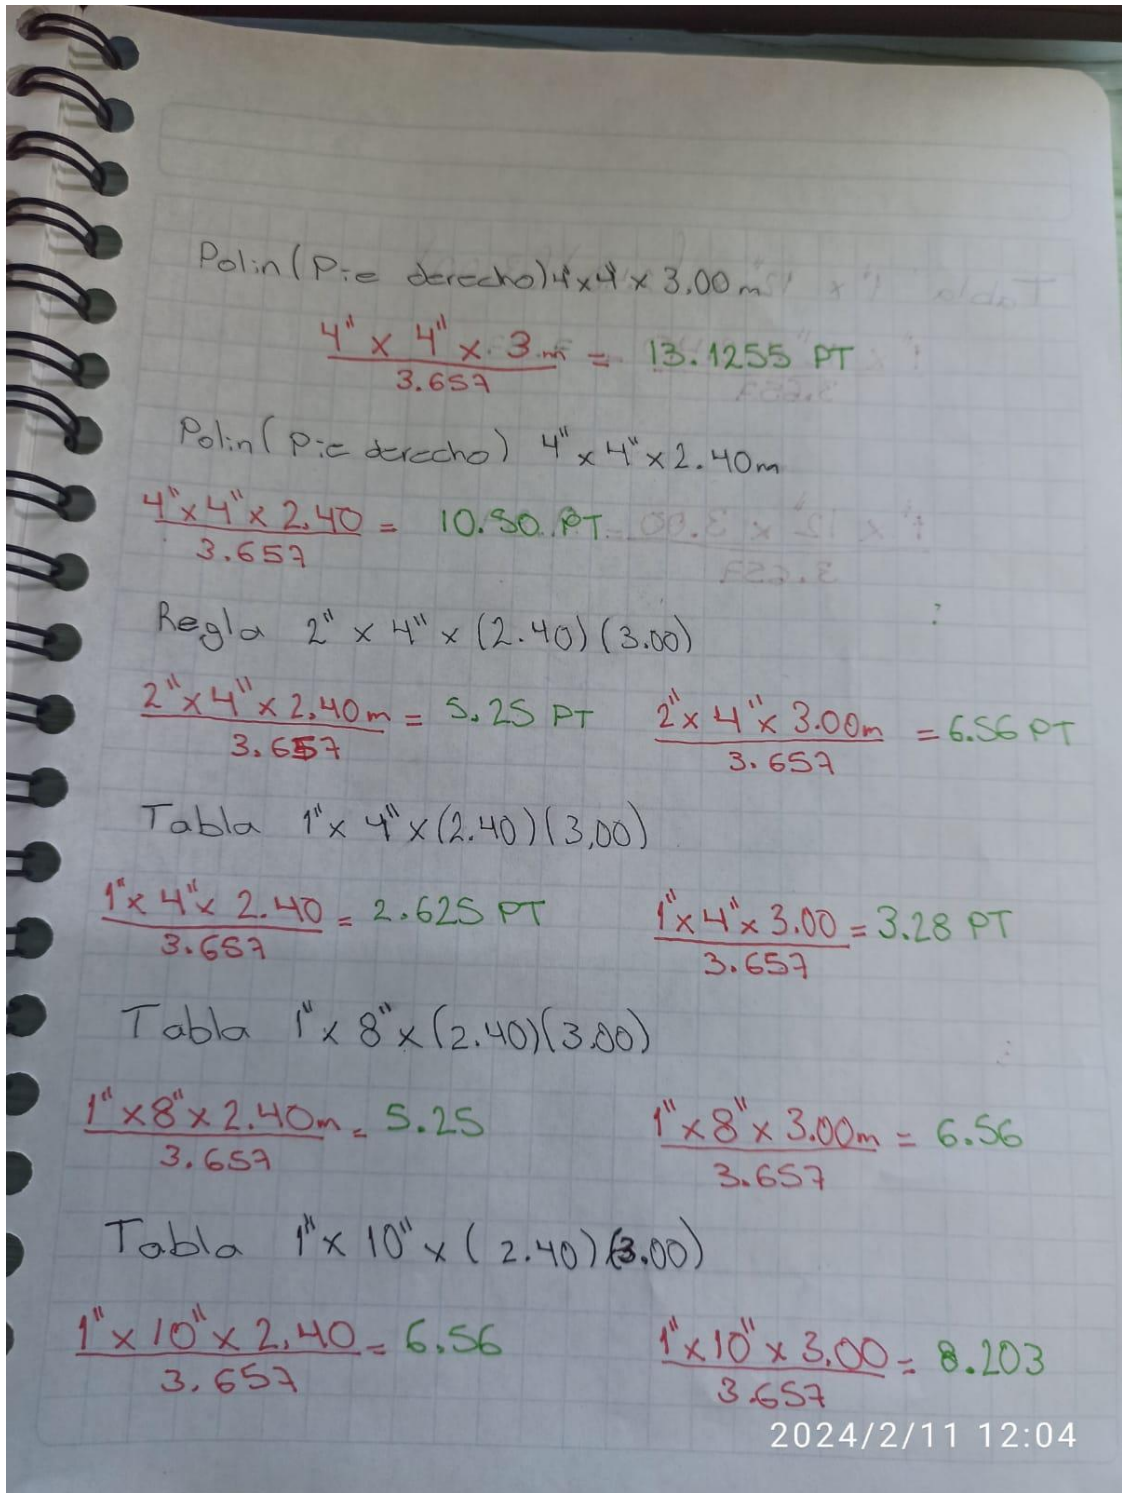 Polin (Pie derecho) 4"x4" x 3.00 m
4" x 4" x 3 m = 13.1255 PT
3.657
Polin (Pie derecho) 4" x 4" x 2.40m
4" x 4" x 2.40 = 10.50 PT
3.657
Regla 2" x 4" x (2.40) (3.00)
2" x 4" x 2.40m = 5.25 PT 2" x 4" x 3.00m = 6.56 PT
3.657 3.657
Tabla 1" x 4" x (2.40) (3,00)
1" x 4" x 2.40 = 2.625 PT 1" x 4" x 3.00 = 3.28 PT
3.657 3.657
Tabla 1" x 8" x (2.40) (3.00)
1" x 8" x 2.40m = 5.25 1" x 8" x 3.00m = 6.56
3.657 3.657
Tabla 1" x 10" x (2.40) (3.00)
1" x 10" x 2.40 = 6.56 1" x 10" x 3.00 = 8.203
3.657 3.657
2024/2/11 12:04